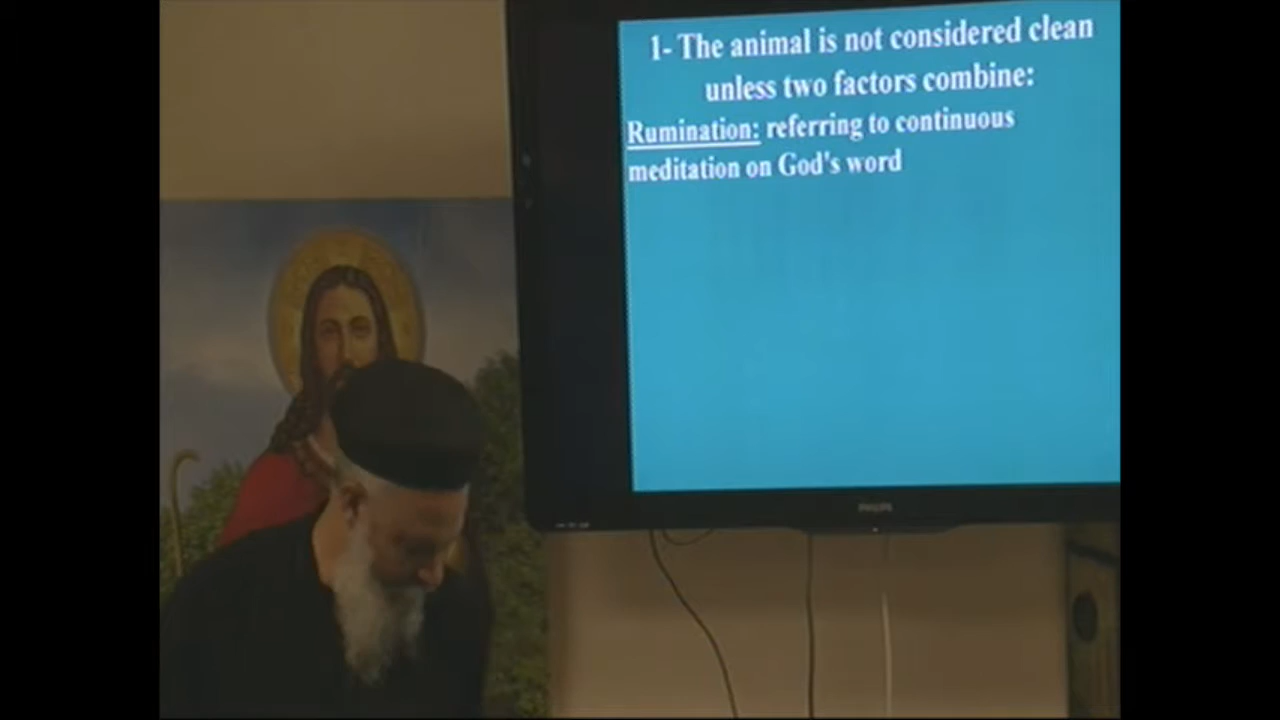 1- The animal is not considered clean
unless two factors combine:
Rumination: referring to continuous
meditation on God's word
PHILIPS